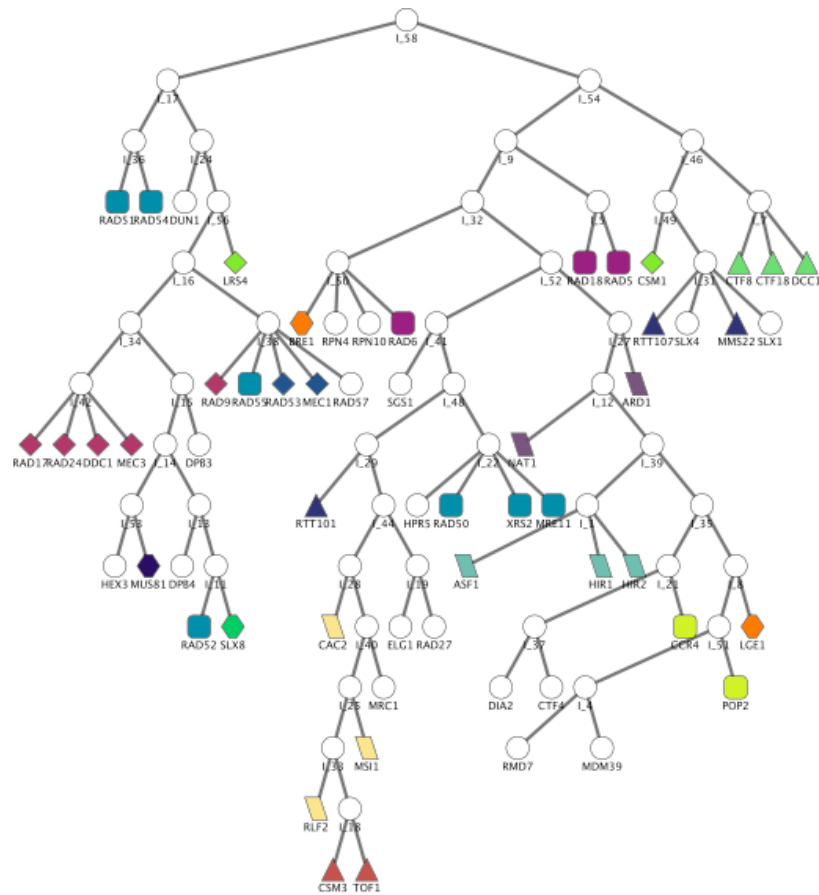 I_58
I_17 I_54
I_36 I_24 I_9 I_46
RAD51 RAD54 DUN1 I_56 I_32 I_5 I_49 I_7
I_16 LRS4 I_50 I_52 RAD18 RAD5 CSM1 I_31 CTF8 CTF18 DCC1
I_34 I_38 BRE1 RPN4 RPN10 RAD6 I_41 I_27 RTT107 SLX4 MMS22 SLX1
I_42 I_15 RAD9 RAD55 RAD53 MEC1 RAD57 SGS1 I_48 I_12 ARD1
RAD17 RAD24 DDC1 MEC3 I_14 DPB3 I_29 I_22 NAT1 I_39
I_53 I_13 RTT101 I_44 HPR5 RAD50 XRS2 MRE11 I_1 I_35
HEX3 MUS81 DPB4 I_11 I_28 I_19 ASF1 HIR1 HIR2 I_21 I_8
RAD52 SLX8 CAC2 I_40 ELG1 RAD27 I_37 CCR4 I_51 LGE1
I_25 MRC1 DIA2 CTF4 I_4 POP2
I_33 MSI1 RMD7 MDM39
RLF2 I_18
CSM3 TOF1